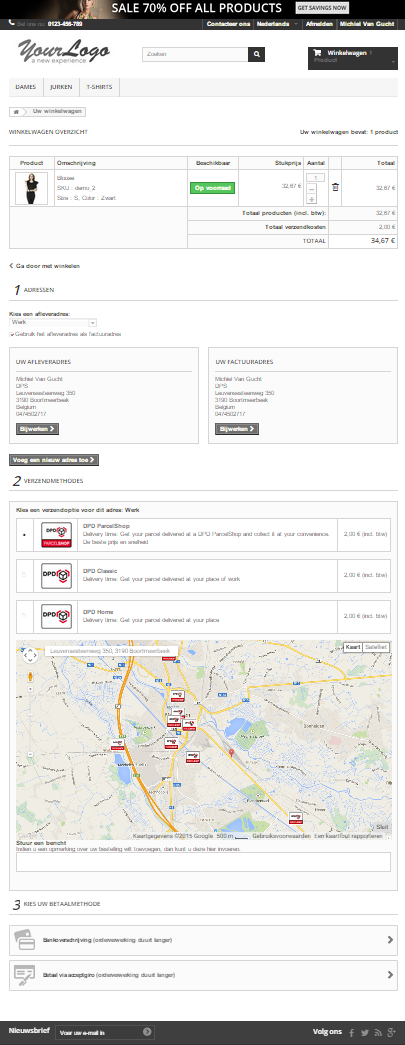 SALE 70% OFF ALL PRODUCTS GET SAVINGS NOW
Bel ons nu: 0123-456-789 Contacteer ons Nederlands Afmelden Michiel Van Gucht
YourLogo
a new experience
Zoeken
Winkelwagen 1
Product
DAMES JURKEN T-SHIRTS
Uw winkelwagen
WINKELWAGEN OVERZICHT Uw winkelwagen bevat: 1 product
Product Omschrijving Beschikbaar Stukprijs Aantal Totaal
Blouse
SKU : demo_2
Size : S, Color : Zwart
Op voorraad
32,67 €
1
32,67 €
Totaal producten (incl. btw): 32,67 €
Totaal verzendkosten 2,00 €
TOTAAL 34,67 €
Ga door met winkelen
1 ADRESSEN
Kies een afleveradres:
Werk
Gebruik het afleveradres als factuuradres
UW AFLEVERADRES
Michiel Van Gucht
DPS
Leuvensesteenweg 350
3190 Boortmeerbeek
Belgium
0474502717
Bijwerken
UW FACTUURADRES
Michiel Van Gucht
DPS
Leuvensesteenweg 350
3190 Boortmeerbeek
Belgium
0474502717
Bijwerken
Voeg een nieuw adres toe
2 VERZENDMETHODES
Kies een verzendoptie voor dit adres: Werk
DPD
PARCELSHOP
DPD ParcelShop
Delivery time: Get your parcel delivered at a DPD ParcelShop and collect it at your convenience.
De beste prijs en snelheid
2,00 € (incl. btw)
DPD
DPD Classic
Delivery time: Get your parcel delivered at your place of work
2,00 € (incl. btw)
DPD
DPD Home
Delivery time: Get your parcel delivered at your place
2,00 € (incl. btw)
Leuvensesteenweg 350, 3190 Boortmeerbeek
Kaart Satelliet
Bonheiden
Sluit
Kaartgegevens ©2015 Google 500 m Gebruiksvoorwaarden Een kaartfout rapporteren
Stuur een bericht
Indien u een opmerking over uw bestelling wilt toevoegen, dan kunt u deze hier invoeren.
3 KIES UW BETAALMETHODE
Bankoverschrijving (orderverwerking duurt langer)
Betaal via acceptgiro (orderverwerking duurt langer)
Nieuwsbrief Voer uw e-mail in Volg ons